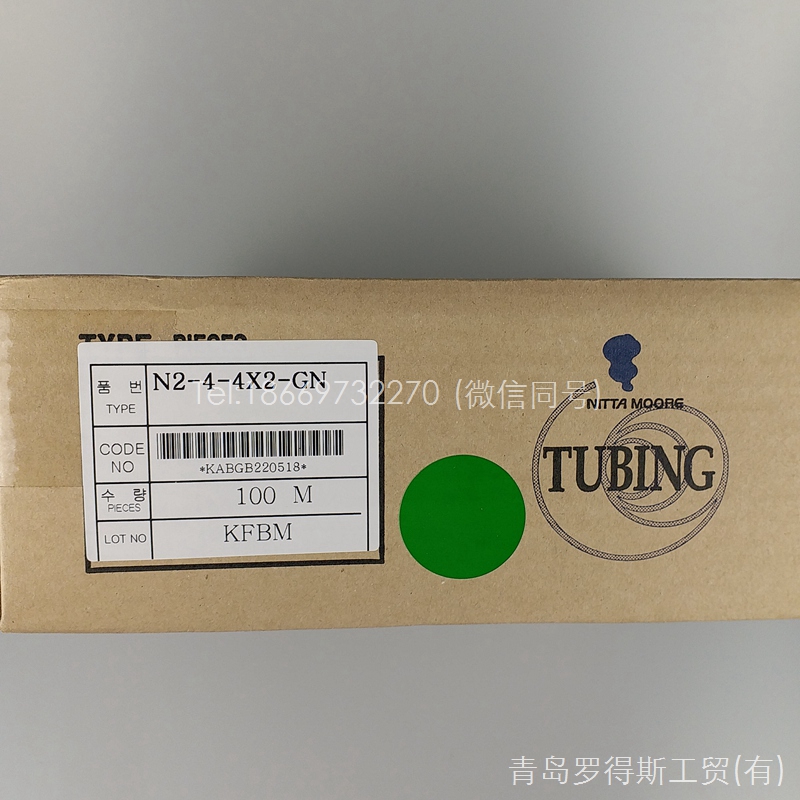 TYPE PIECES
품 번
TYPE
N2-4-4X2-GN
Tel:18669732270 (微信同号)
CODE
NO
*KABGB220518*
수 량
PIECES
100 M
LOT NO
KFBM
NITTA MOORE
TUBING
青岛罗得斯工贸(有)